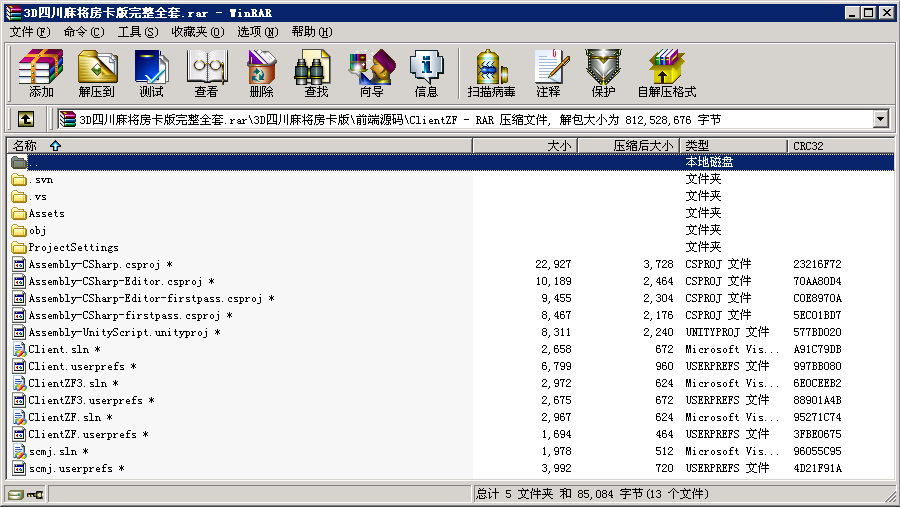 3D四川麻将房卡版完整全套.rar - WinRAR
文件(F) 命令(C) 工具(S) 收藏夹(O) 选项(N) 帮助(H)
添加 解压到 测试 查看 删除 查找 向导 信息 扫描病毒 注释 保护 自解压格式
3D四川麻将房卡版完整全套.rar\3D四川麻将房卡版\前端源码\ClientZF - RAR 压缩文件, 解包大小为 812,528,676 字节
名称 大小 压缩后大小 类型 CRC32
.. 本地磁盘
.svn 文件夹
.vs 文件夹
Assets 文件夹
obj 文件夹
ProjectSettings 文件夹
Assembly-CSharp.csproj * 22,927 3,728 CSPROJ 文件 23216F72
Assembly-CSharp-Editor.csproj * 10,189 2,464 CSPROJ 文件 70AA80D4
Assembly-CSharp-Editor-firstpass.csproj * 9,455 2,304 CSPROJ 文件 C0E8970A
Assembly-CSharp-firstpass.csproj * 8,467 2,176 CSPROJ 文件 5EC01BD7
Assembly-UnityScript.unityproj * 8,311 2,240 UNITYPROJ 文件 577BD020
Client.sln * 2,658 672 Microsoft Vis... A91C79DB
Client.userprefs * 6,799 960 USERPREFS 文件 997BB080
ClientZF3.sln * 2,972 624 Microsoft Vis... 6E0CEEB2
ClientZF3.userprefs * 2,675 672 USERPREFS 文件 88901A4B
ClientZF.sln * 2,967 624 Microsoft Vis... 95271C74
ClientZF.userprefs * 1,694 464 USERPREFS 文件 3FBE0675
scmj.sln * 1,978 512 Microsoft Vis... 96055C95
scmj.userprefs * 3,992 720 USERPREFS 文件 4D21F91A
总计 5 文件夹 和 85,084 字节(13 个文件)